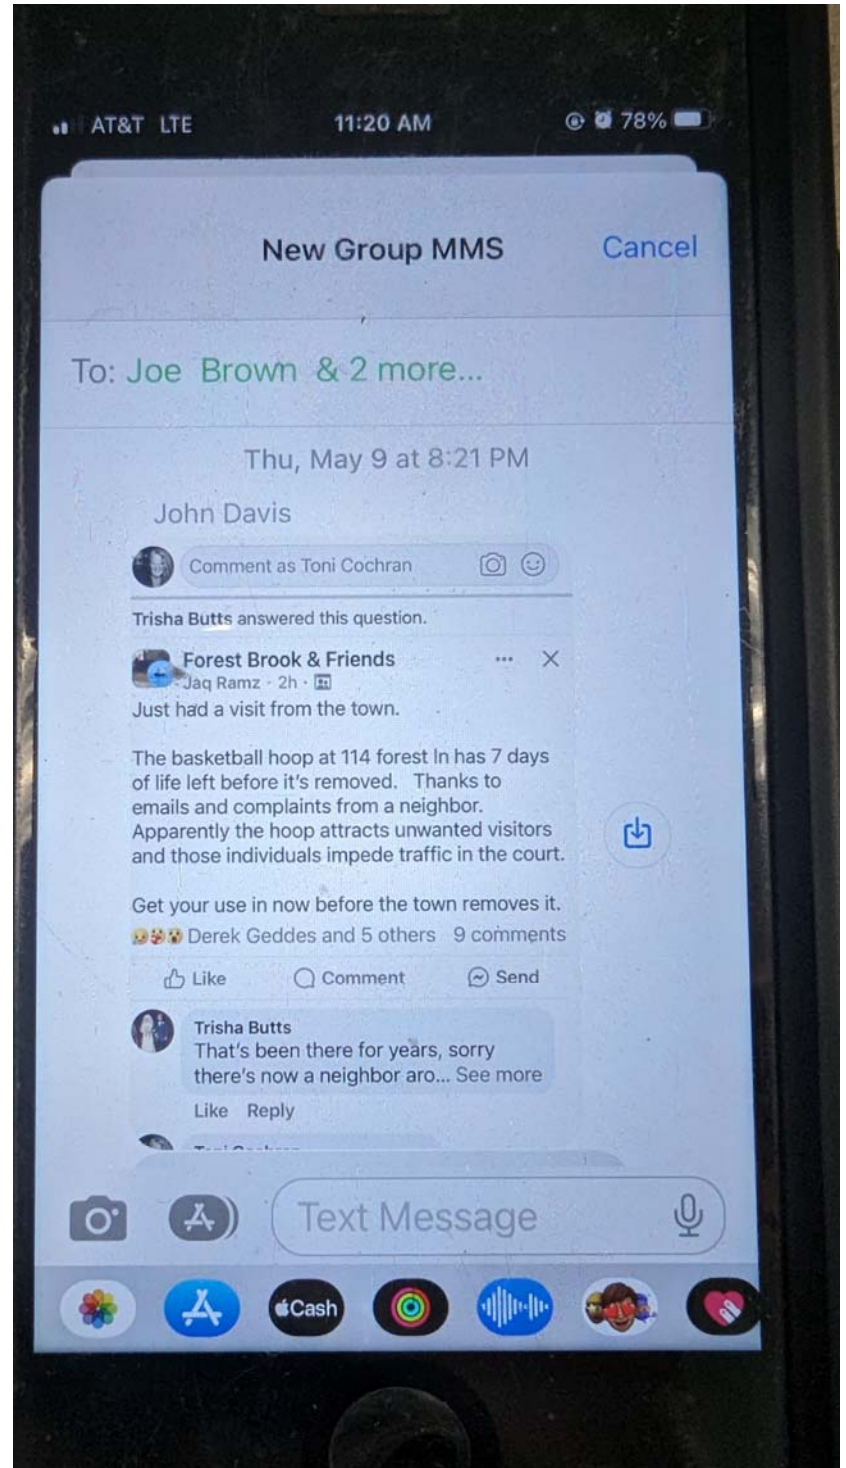 AT&T LTE 11:20 AM 78%
New Group MMS Cancel
To: Joe Brown & 2 more...
Thu, May 9 at 8:21 PM
John Davis
Comment as Toni Cochran
Trisha Butts answered this question.
Forest Brook & Friends
Jaq Ramz · 2h ·
Just had a visit from the town.
The basketball hoop at 114 forest ln has 7 days
of life left before it's removed. Thanks to
emails and complaints from a neighbor.
Apparently the hoop attracts unwanted visitors
and those individuals impede traffic in the court.
Get your use in now before the town removes it.
Derek Geddes and 5 others 9 comments
Like Comment Send
Trisha Butts
That's been there for years, sorry
there's now a neighbor aro... See more
Like Reply
Text Message
Cash